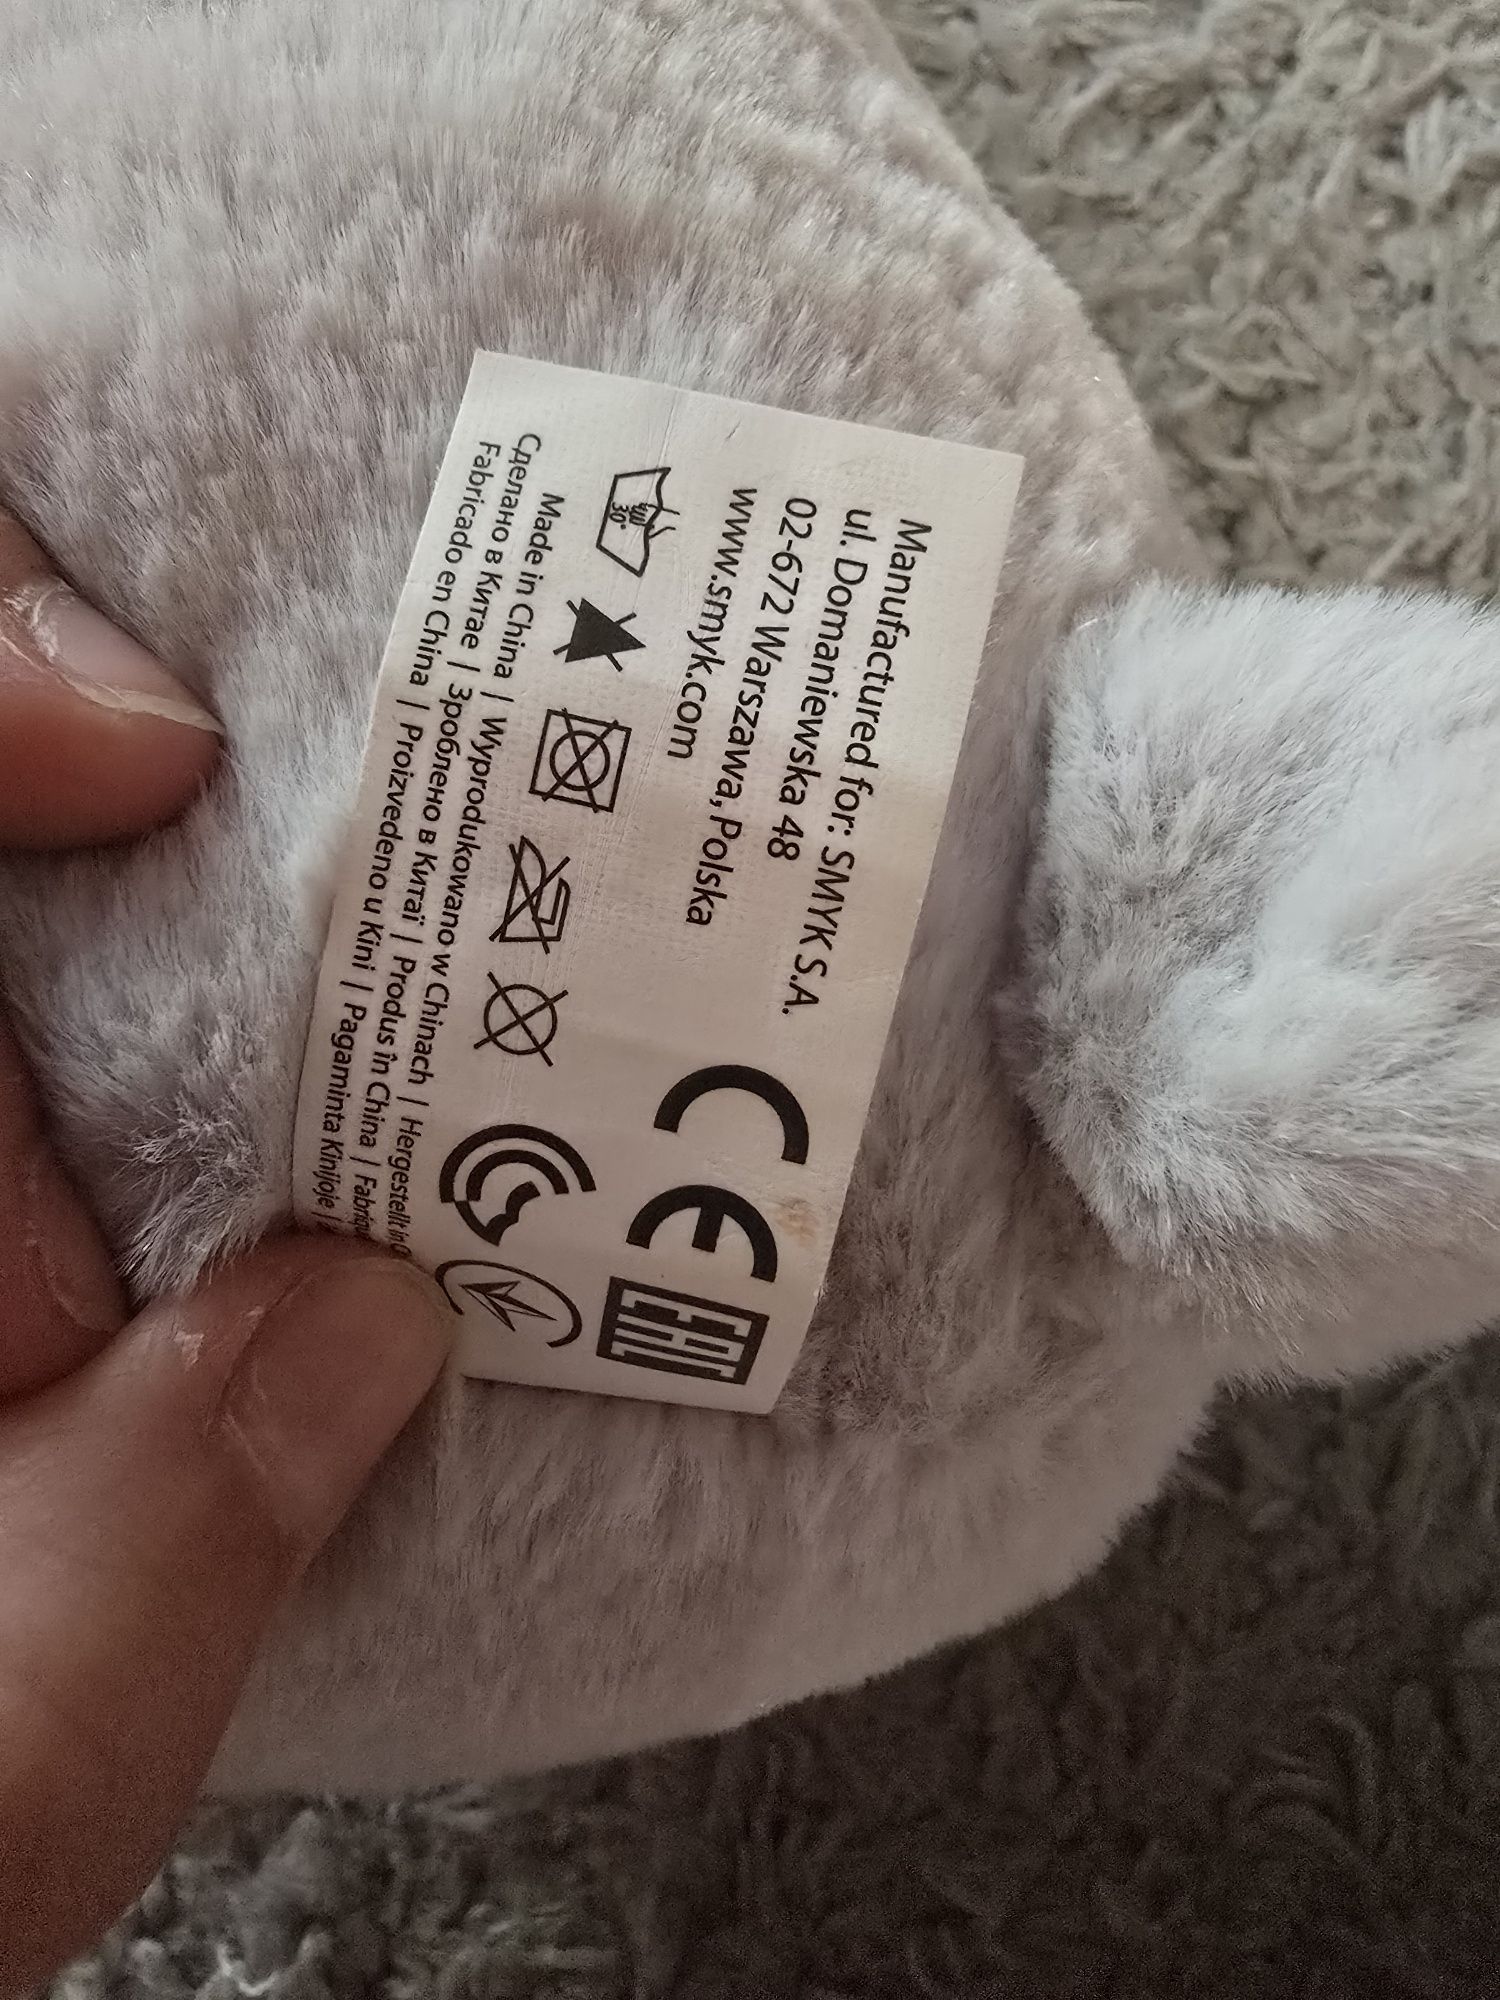 Manufactured for: SMYK S.A.
ul. Domaniewska 48
02-672 Warszawa, Polska
www.smyk.com
CE
EAC
30°
Made in China | Wyprodukowano w Chinach | Hergestellt in
Сделано в Китае | Зроблено в Китаї | Produs în China |
Fabricado en China | Proizvedeno u Kini | Pagaminta Kinijoje |